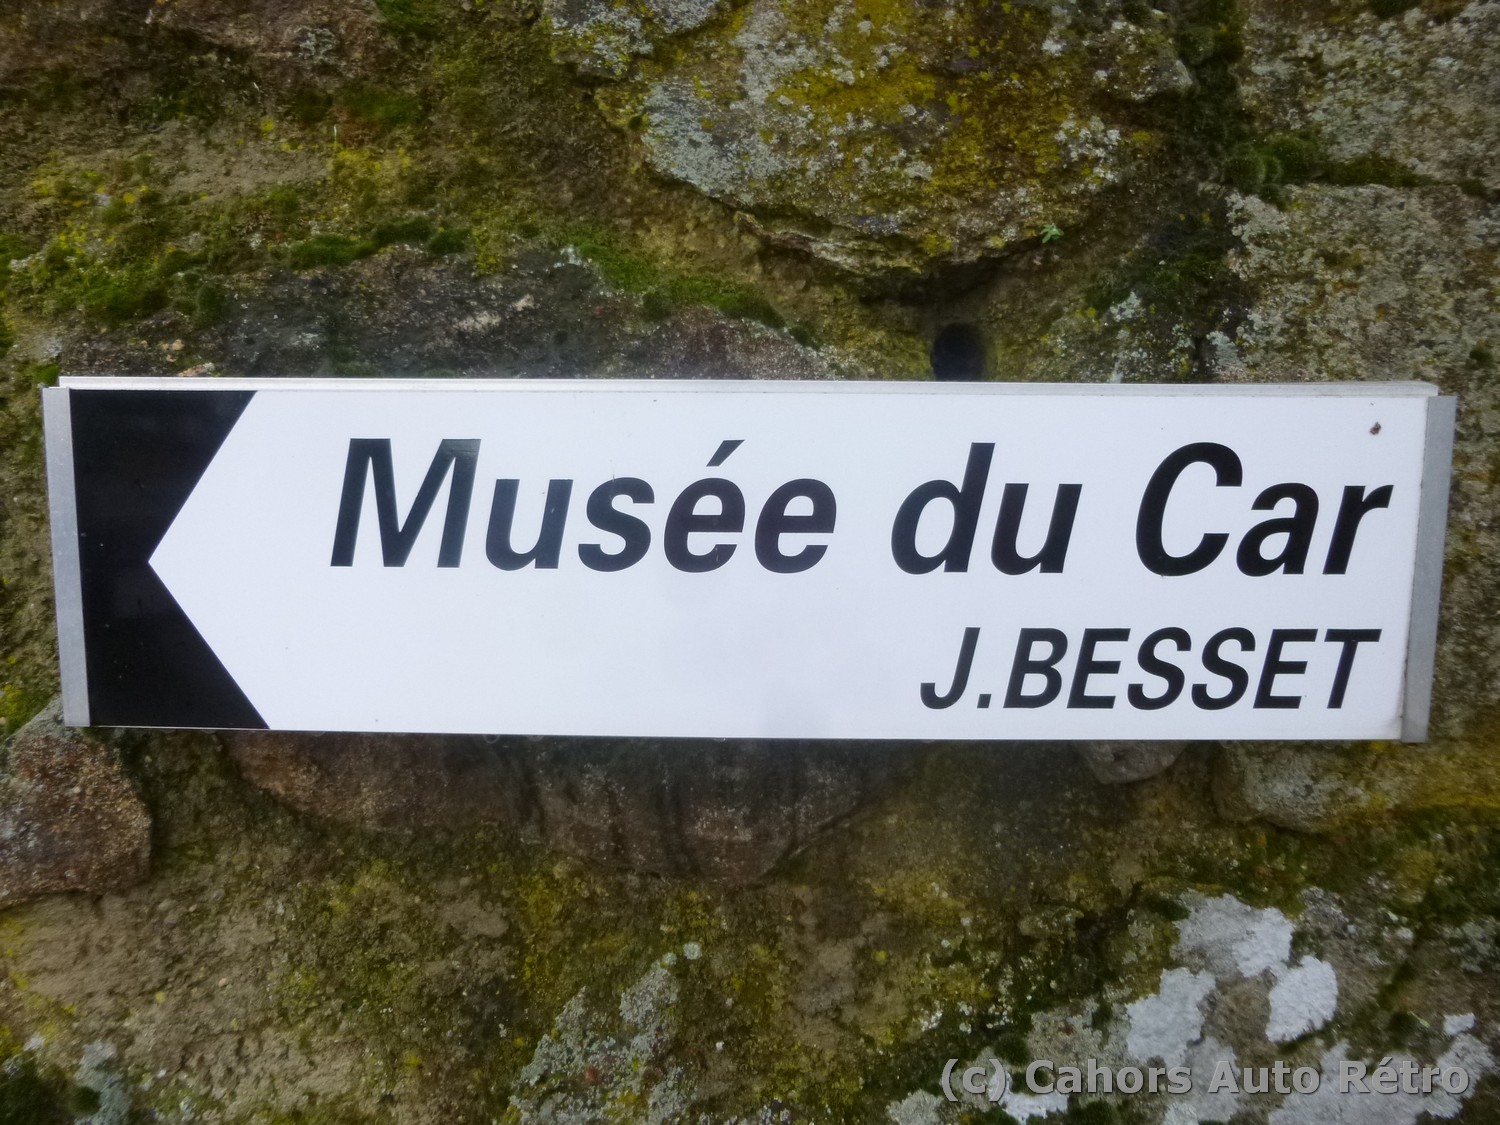 Musée du Car
J.BESSET
(c) Cahors Auto Rétro